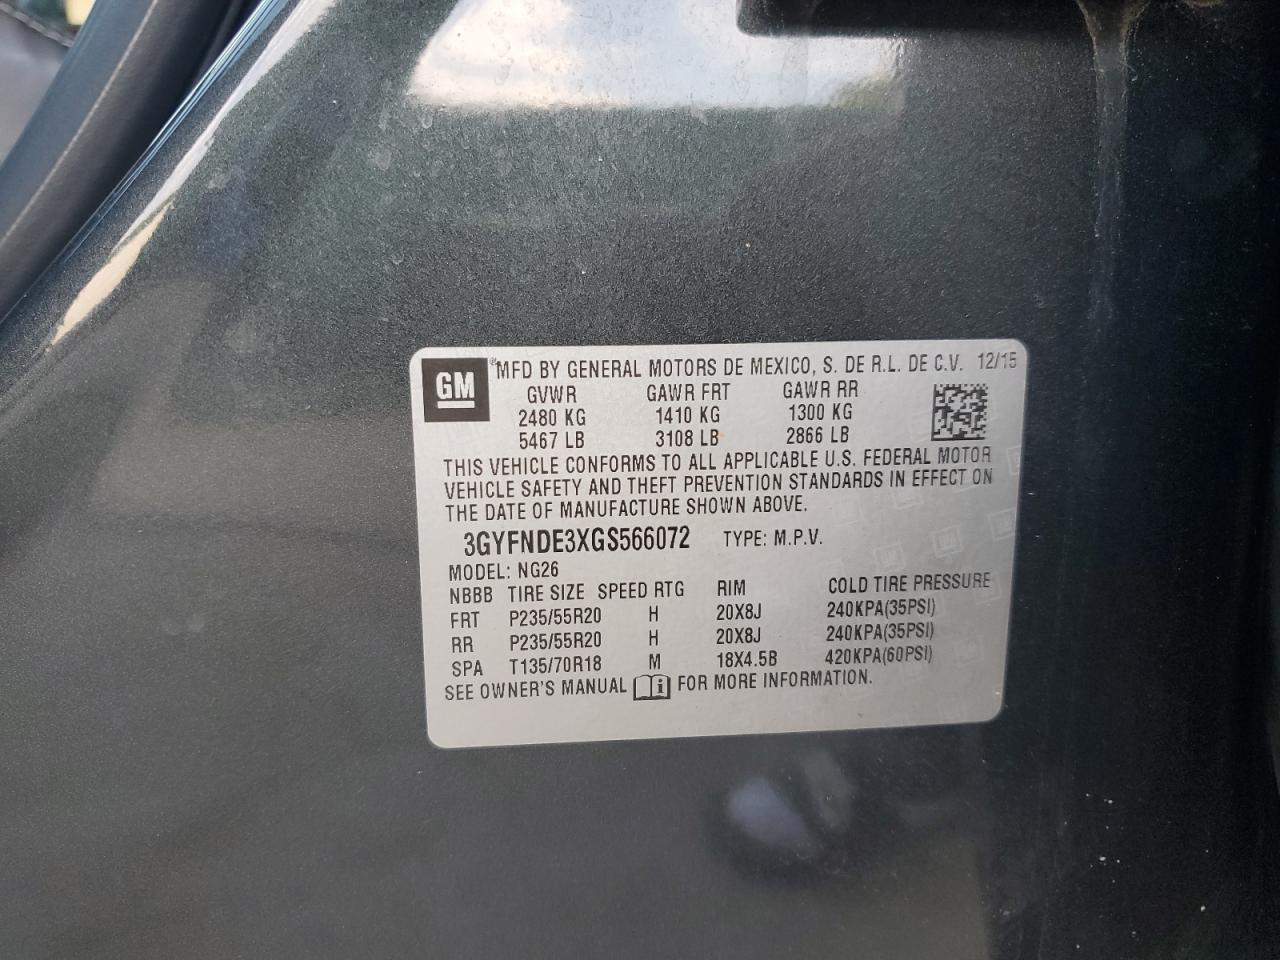 GM
® MFD BY GENERAL MOTORS DE MEXICO, S. DE R.L. DE C.V. 12/15
GVWR GAWR FRT GAWR RR
2480 KG 1410 KG 1300 KG
5467 LB 3108 LB 2866 LB
THIS VEHICLE CONFORMS TO ALL APPLICABLE U.S. FEDERAL MOTOR
VEHICLE SAFETY AND THEFT PREVENTION STANDARDS IN EFFECT ON
THE DATE OF MANUFACTURE SHOWN ABOVE.
3GYFNDE3XGS566072 TYPE: M.P.V.
MODEL: NG26
NBBB TIRE SIZE SPEED RTG RIM COLD TIRE PRESSURE
FRT P235/55R20 H 20X8J 240KPA(35PSI)
RR P235/55R20 H 20X8J 240KPA(35PSI)
SPA T135/70R18 M 18X4.5B 420KPA(60PSI)
SEE OWNER'S MANUAL i FOR MORE INFORMATION.